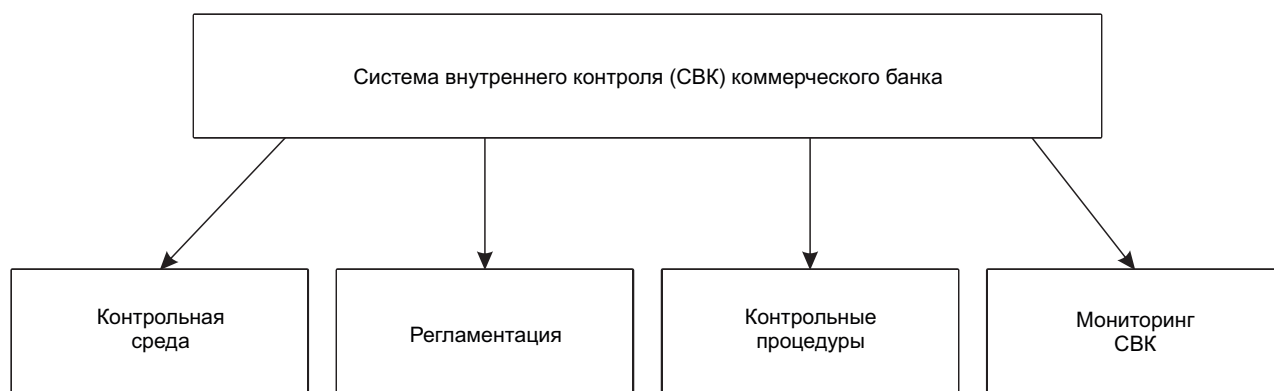 Система внутреннего контроля (СВК) коммерческого банка
Контрольная
среда
Регламентация
Контрольные
процедуры
Мониторинг
СВК